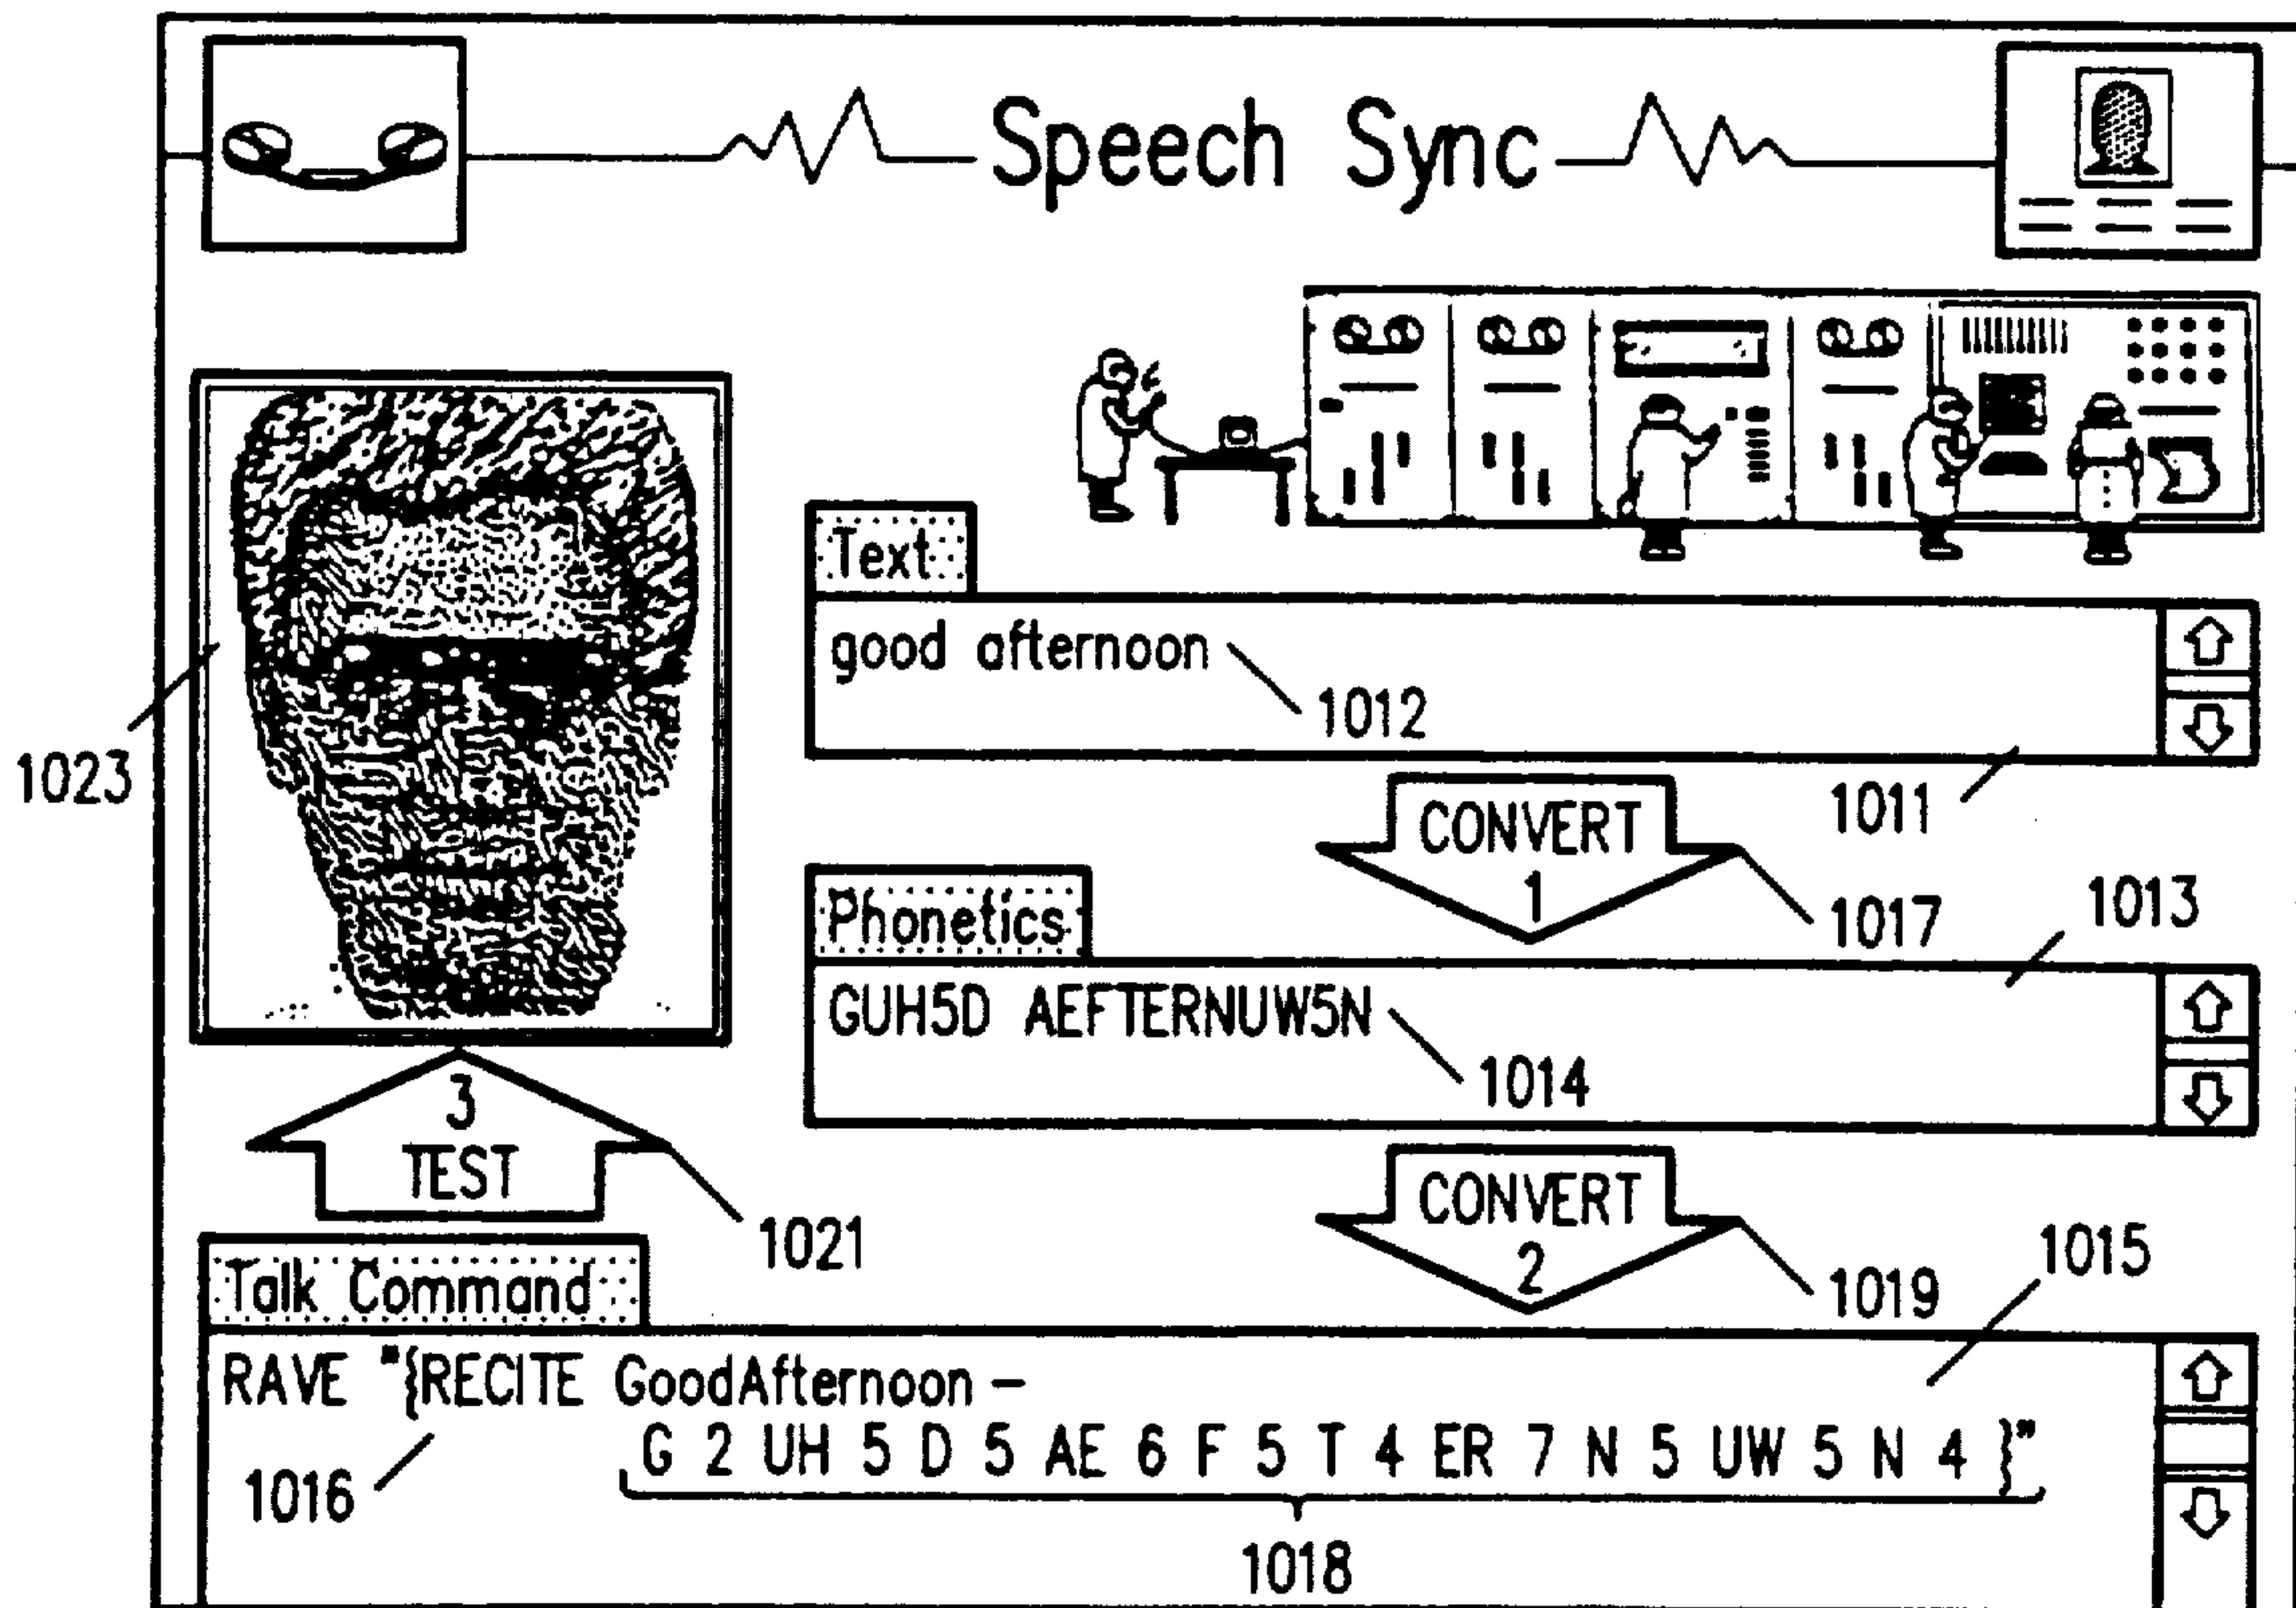 Speech Sync
Text
good afternoon
1012
1023
1011
CONVERT
1
1017
1013
Phonetics
GUH5D AEFTERNUW5N
1014
3
TEST
1021
CONVERT
2
1019
1015
Talk Command
RAVE "{RECITE GoodAfternoon –
G 2 UH 5 D 5 AE 6 F 5 T 4 ER 7 N 5 UW 5 N 4 }"
1016
1018